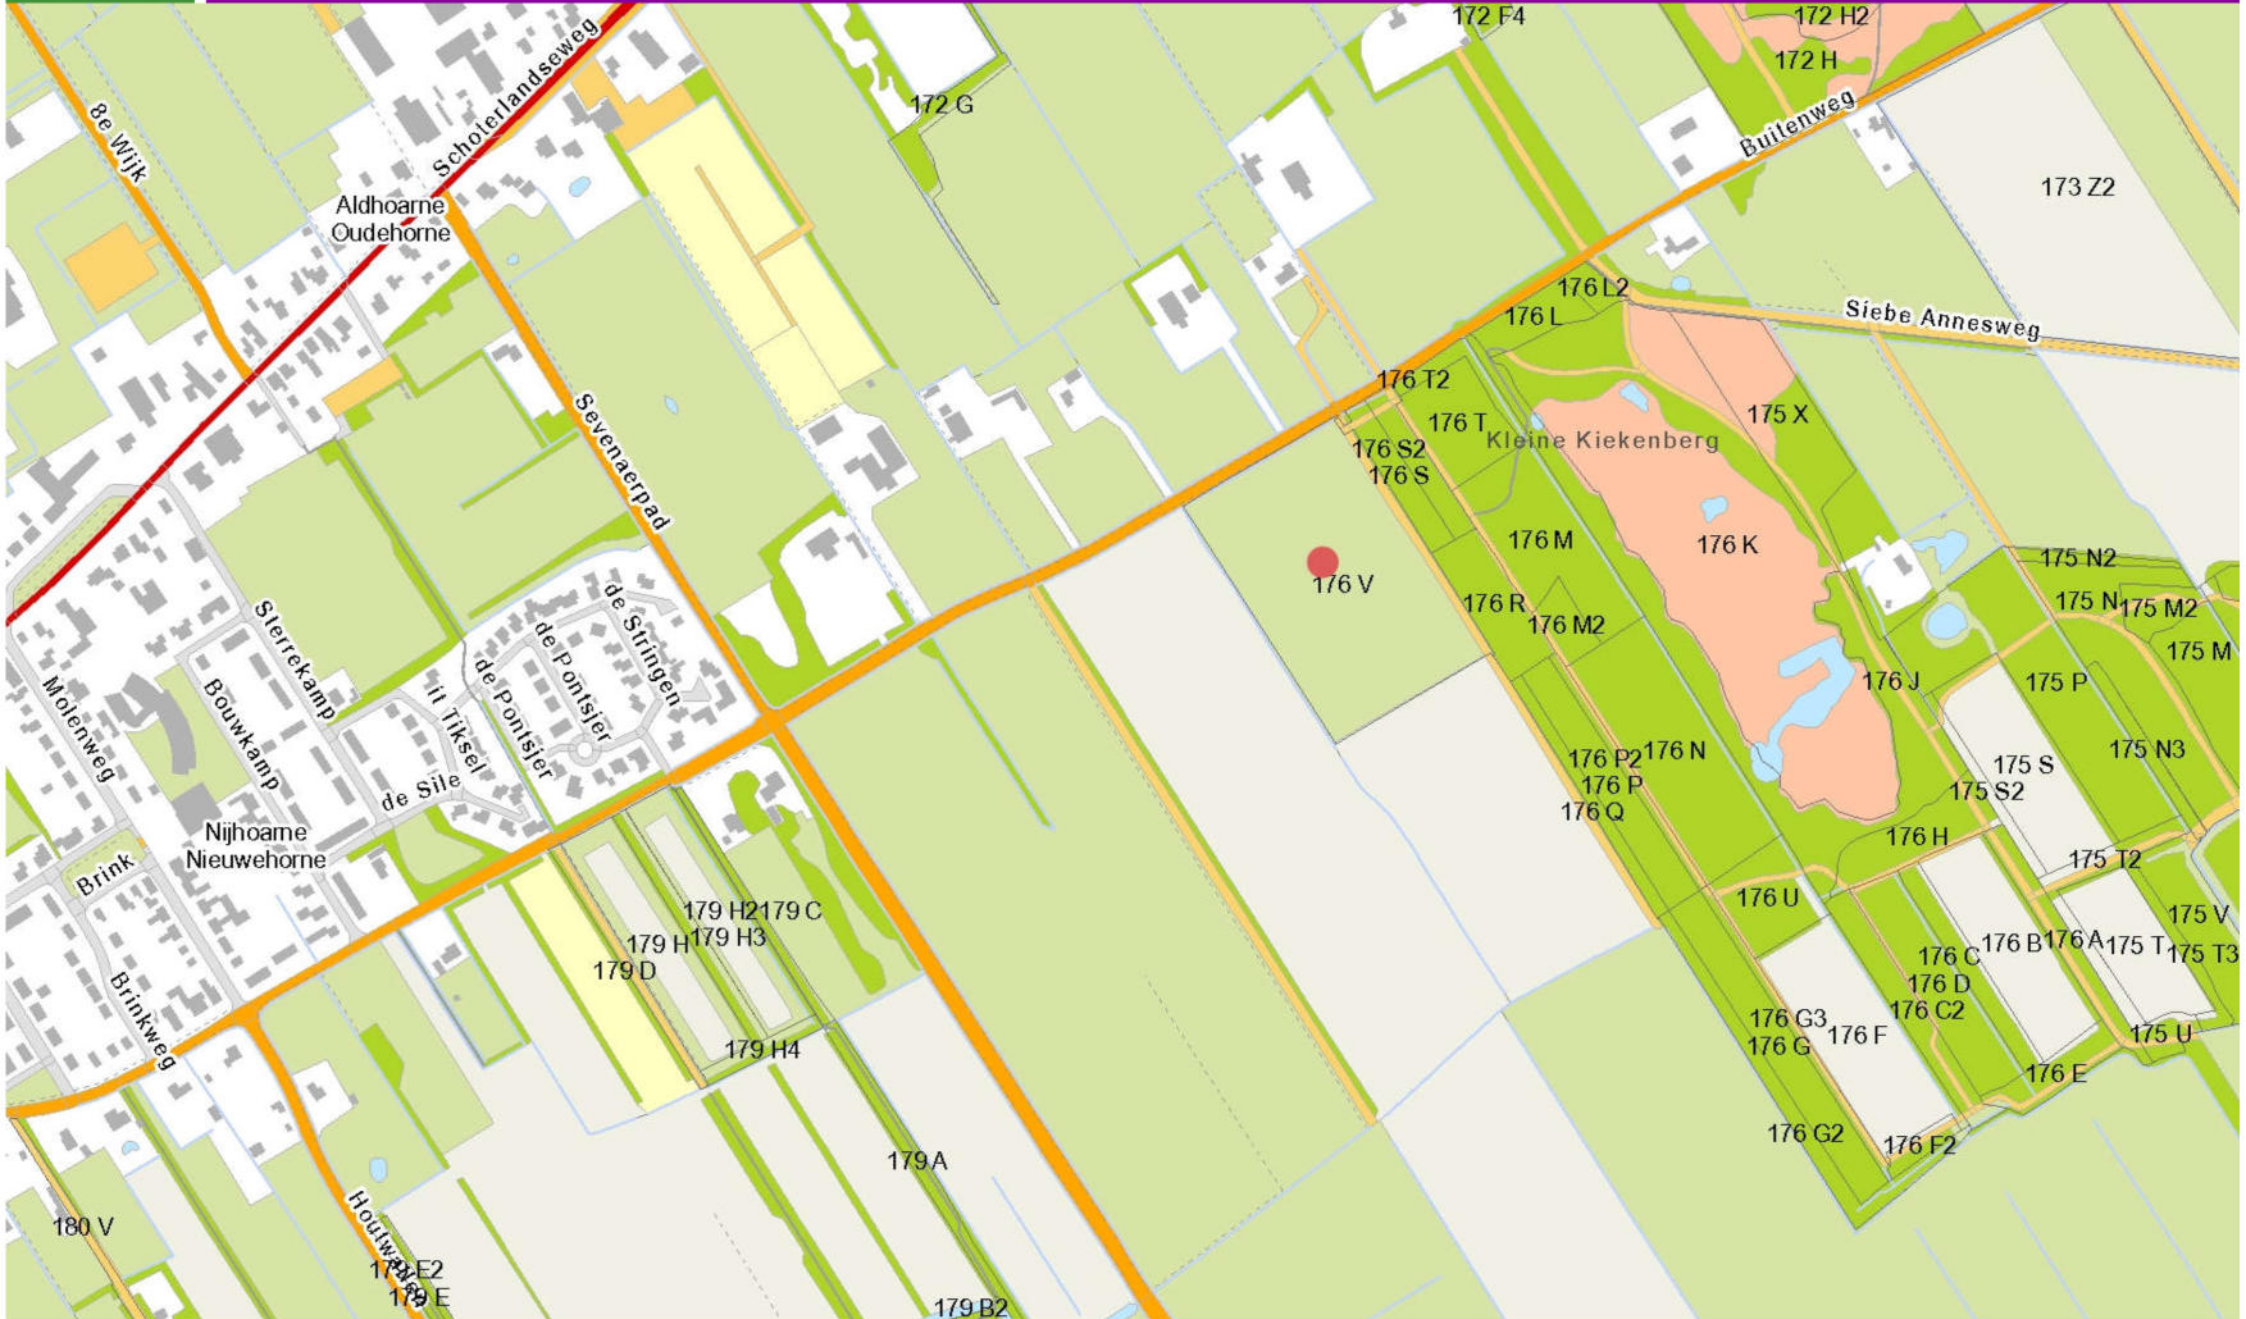 172 F4
172 H2
172 H
172 G
8e Wijk
Schoterlandseweg
Buitenweg
173 Z2
Aldhoarne
Oudehorne
176 L2
176 L
Siebe Annesweg
176 T2
175 X
176 T
Kleine Kiekenberg
176 S2
176 S
Sevenaerpad
176 M
176 K
176 V
175 N2
176 R
175 N
175 M2
176 M2
175 M
de Stringen
de Pontsjer
de Pontsjer
Sterrekamp
it Tiksel
Bouwkamp
Molenweg
de Sile
176 J
175 P
176 P2
176 N
175 N3
175 S
176 P
175 S2
176 Q
Nijhoarne
Nieuwehorne
176 H
175 T2
Brink
176 U
179 H2
179 C
175 V
179 H
179 H3
176 B
176 A
175 T
175 T3
176 C
179 D
176 D
176 C2
Brinkweg
176 G3
176 F
176 G
175 U
179 H4
176 E
176 G2
176 F2
179 A
180 V
179 E2
179 E
179 B2